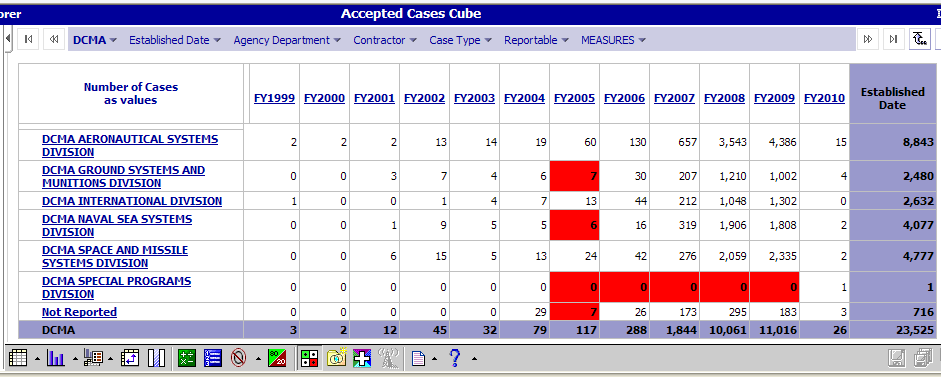 orer
Accepted Cases Cube
DCMA Established Date Agency Department Contractor Case Type Reportable MEASURES
Number of Cases
as values
FY1999 FY2000 FY2001 FY2002 FY2003 FY2004 FY2005 FY2006 FY2007 FY2008 FY2009 FY2010 Established
Date
DCMA AERONAUTICAL SYSTEMS
DIVISION
2 2 2 13 14 19 60 130 657 3,543 4,386 15 8,843
DCMA GROUND SYSTEMS AND
MUNITIONS DIVISION
0 0 3 7 4 6 7 30 207 1,210 1,002 4 2,480
DCMA INTERNATIONAL DIVISION 1 0 0 1 4 7 13 44 212 1,048 1,302 0 2,632
DCMA NAVAL SEA SYSTEMS
DIVISION
0 0 1 9 5 5 6 16 319 1,906 1,808 2 4,077
DCMA SPACE AND MISSILE
SYSTEMS DIVISION
0 0 6 15 5 13 24 42 276 2,059 2,335 2 4,777
DCMA SPECIAL PROGRAMS
DIVISION
0 0 0 0 0 0 0 0 0 0 0 1 1
Not Reported 0 0 0 0 0 29 7 26 173 295 183 3 716
DCMA 3 2 12 45 32 79 117 288 1,844 10,061 11,016 26 23,525
80
20